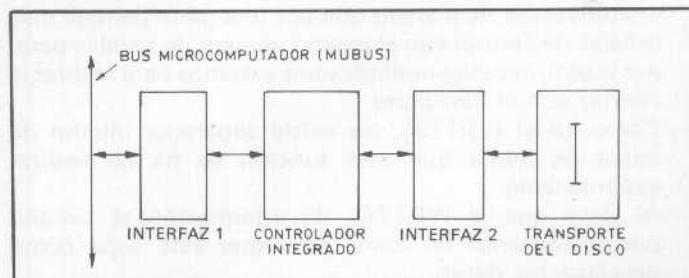 BUS MICROCOMPUTADOR (MUBUS)
INTERFAZ 1
CONTROLADOR
INTEGRADO
INTERFAZ 2
TRANSPORTE
DEL DISCO